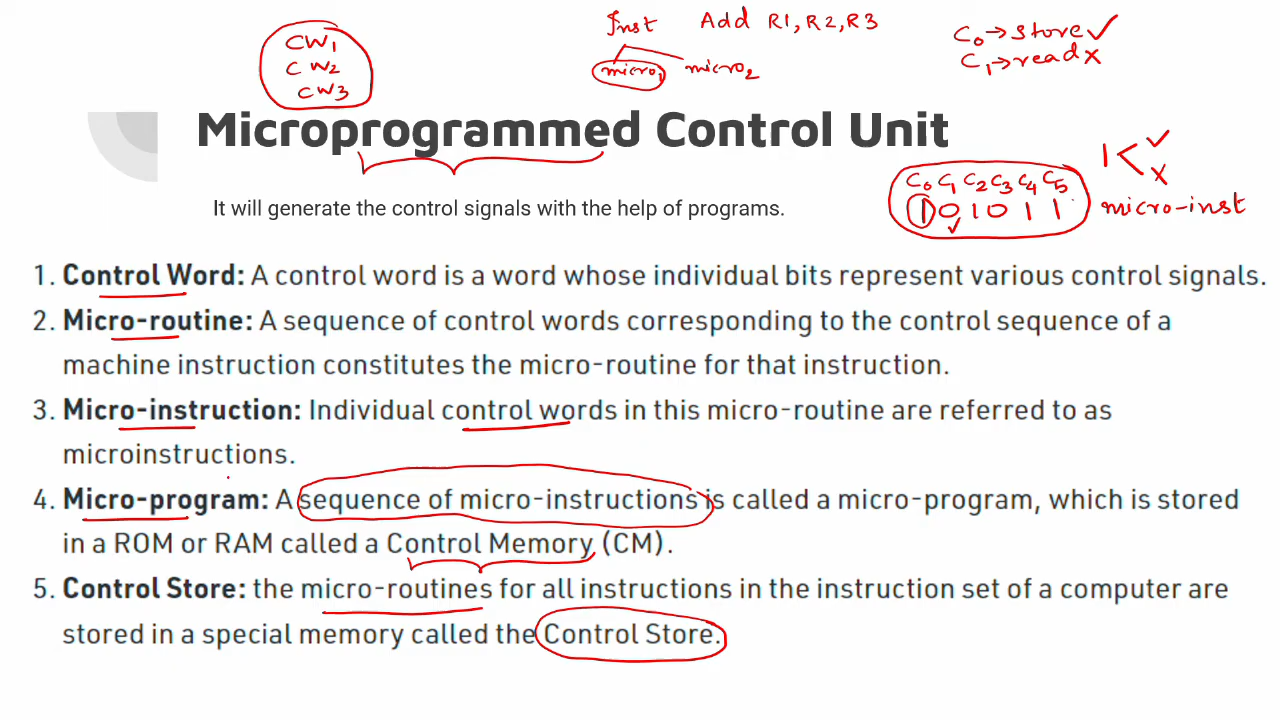 CW1
CW2
CW3
Inst Add R1, R2, R3
micro1 micro2
C0→store✓
C1→read x
Microprogrammed Control Unit
It will generate the control signals with the help of programs.
C0 C1 C2 C3 C4 C5
1 0 1 0 1 1
micro-inst
1. Control Word: A control word is a word whose individual bits represent various control signals.
2. Micro-routine: A sequence of control words corresponding to the control sequence of a
machine instruction constitutes the micro-routine for that instruction.
3. Micro-instruction: Individual control words in this micro-routine are referred to as
microinstructions.
4. Micro-program: A sequence of micro-instructions is called a micro-program, which is stored
in a ROM or RAM called a Control Memory (CM).
5. Control Store: the micro-routines for all instructions in the instruction set of a computer are
stored in a special memory called the Control Store.